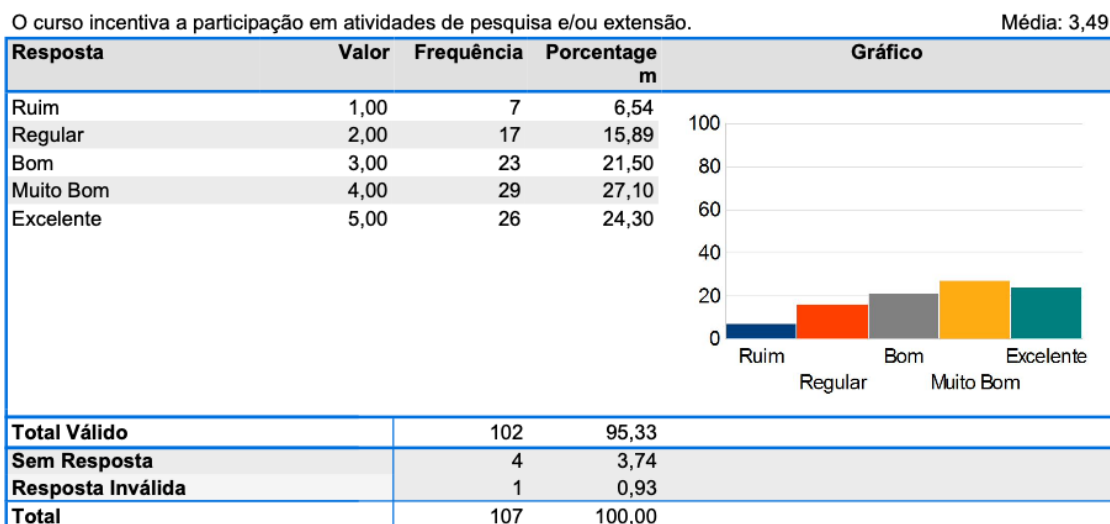 O curso incentiva a participação em atividades de pesquisa e/ou extensão. Média: 3,49
Resposta Valor Frequência Porcentage
m Gráfico
Ruim 1,00 7 6,54
Regular 2,00 17 15,89
Bom 3,00 23 21,50
Muito Bom 4,00 29 27,10
Excelente 5,00 26 24,30
100
80
60
40
20
0
Ruim Bom Excelente
Regular Muito Bom
Total Válido 102 95,33
Sem Resposta 4 3,74
Resposta Inválida 1 0,93
Total 107 100,00